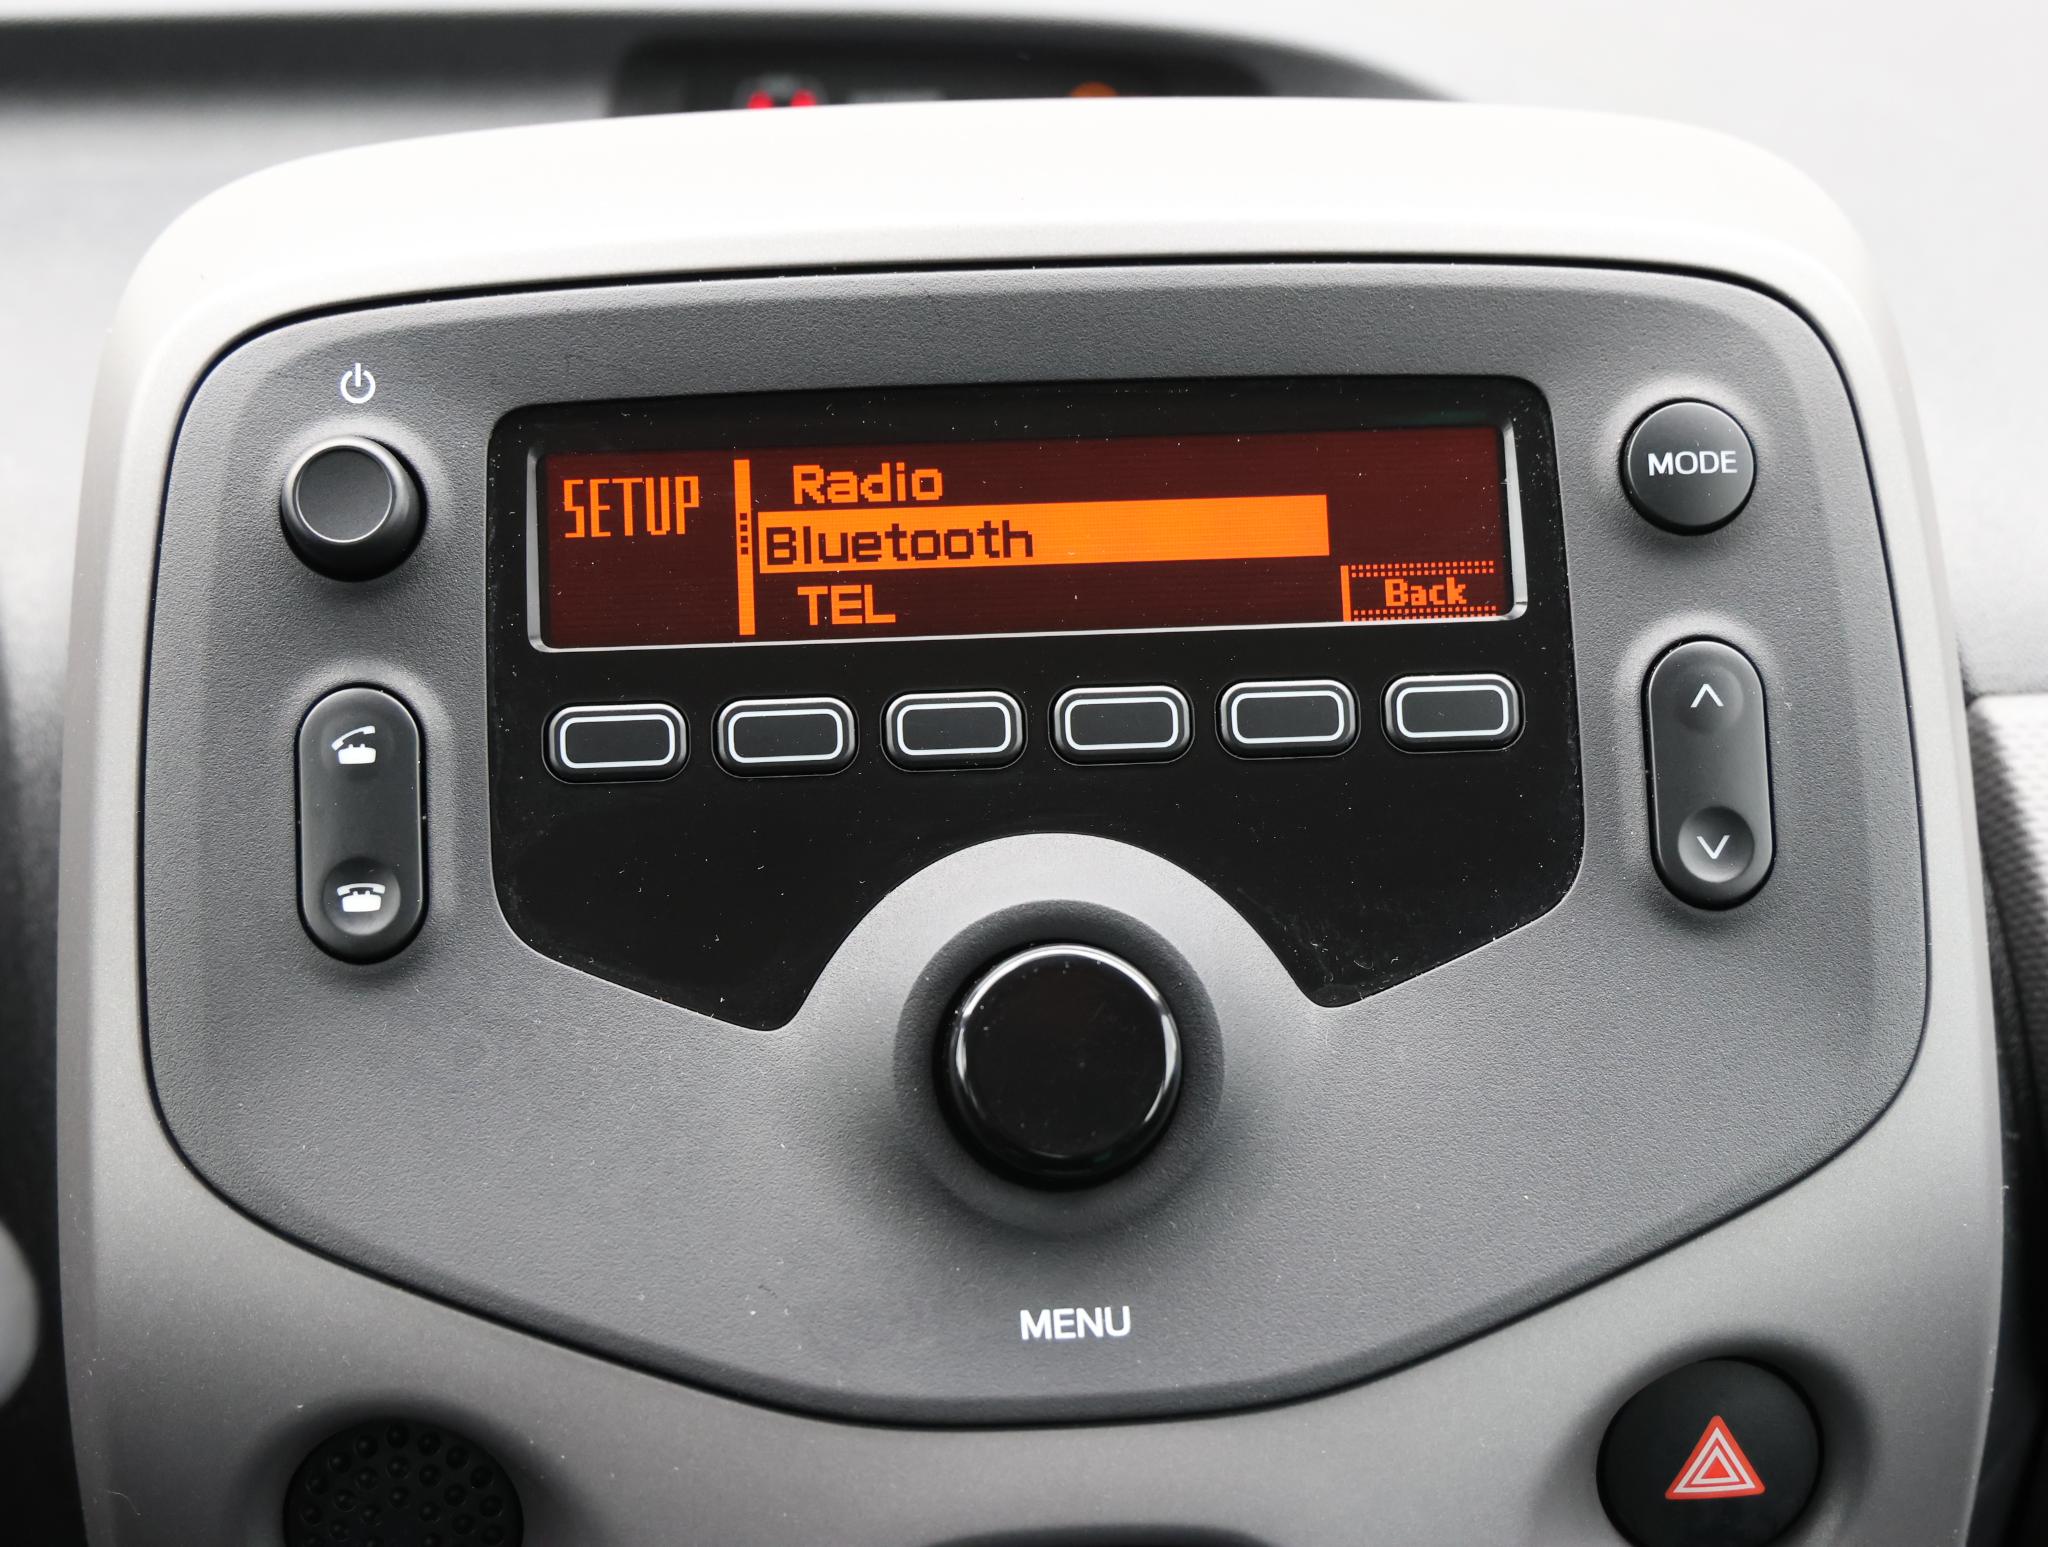 SETUP
Radio
Bluetooth
TEL
Back
MODE
MENU